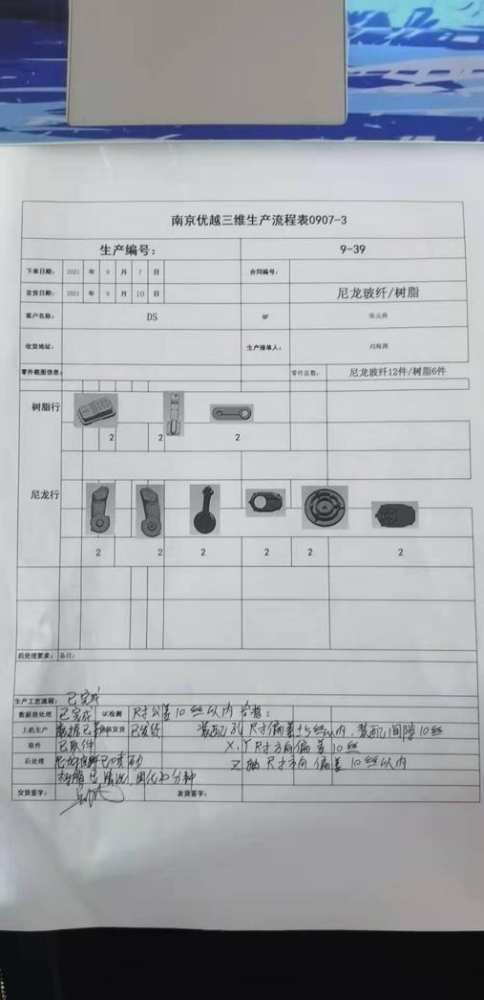 南京优越三维生产流程表0907-3
生产编号: 9-39
下单日期: 2021 年 9 月 7 日 合同编号:
发货日期: 2021 年 9 月 10 日 尼龙玻纤/树脂
客户名称: DS QF
收货地址: 生产接单人: 刘海涛
零件截图信息: 零件总数: 尼龙玻纤12件/树脂6件
树脂行
2 2 2
尼龙行
2 2 2 2 2 2
后处理要求: 备注:
生产工艺流程: 已完成
数据前处理 已完成 QC检测 尺寸公差10丝以内 合格:
上机生产 数据已 发货 已发货 装配孔尺寸偏差±5丝以内.装配间隙10丝
取件 已取件 X,Y尺寸方向偏差10丝
后处理 已喷砂 Z轴尺寸方向偏差10丝以内
树脂已清洗,固化20分钟
交货签字: 发货签字: